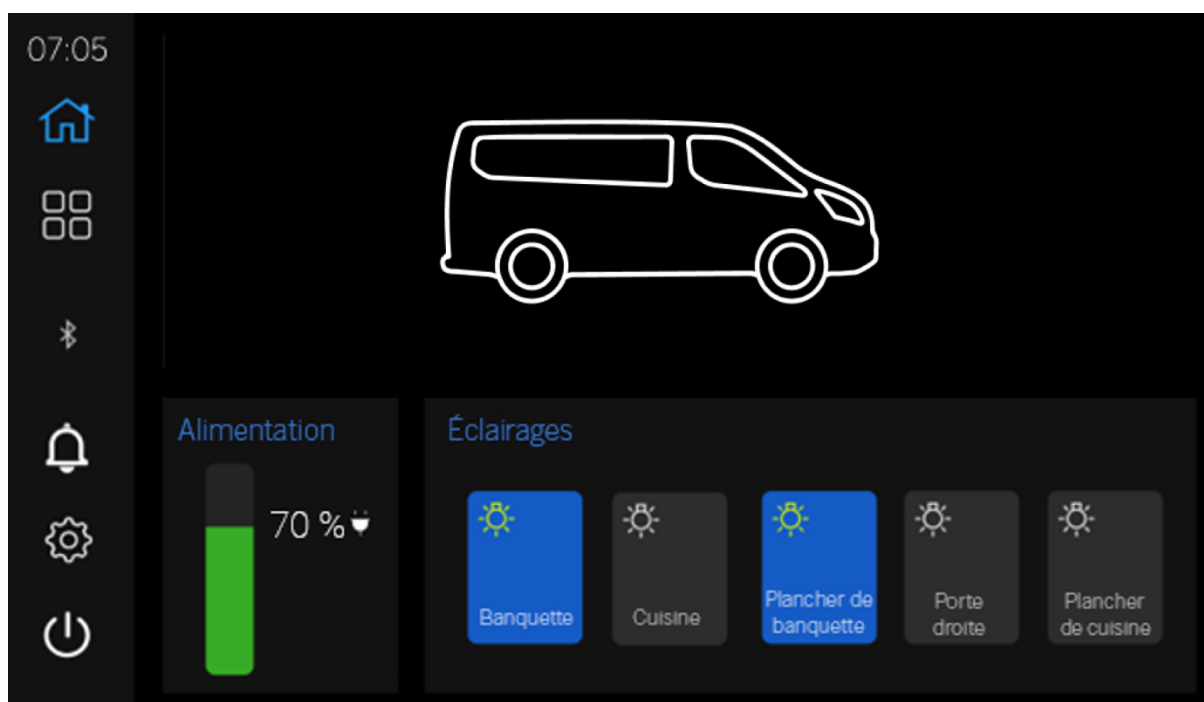 07:05
Alimentation
70 %
Éclairages
Banquette
Cuisine
Plancher de
banquette
Porte
droite
Plancher
de cuisine